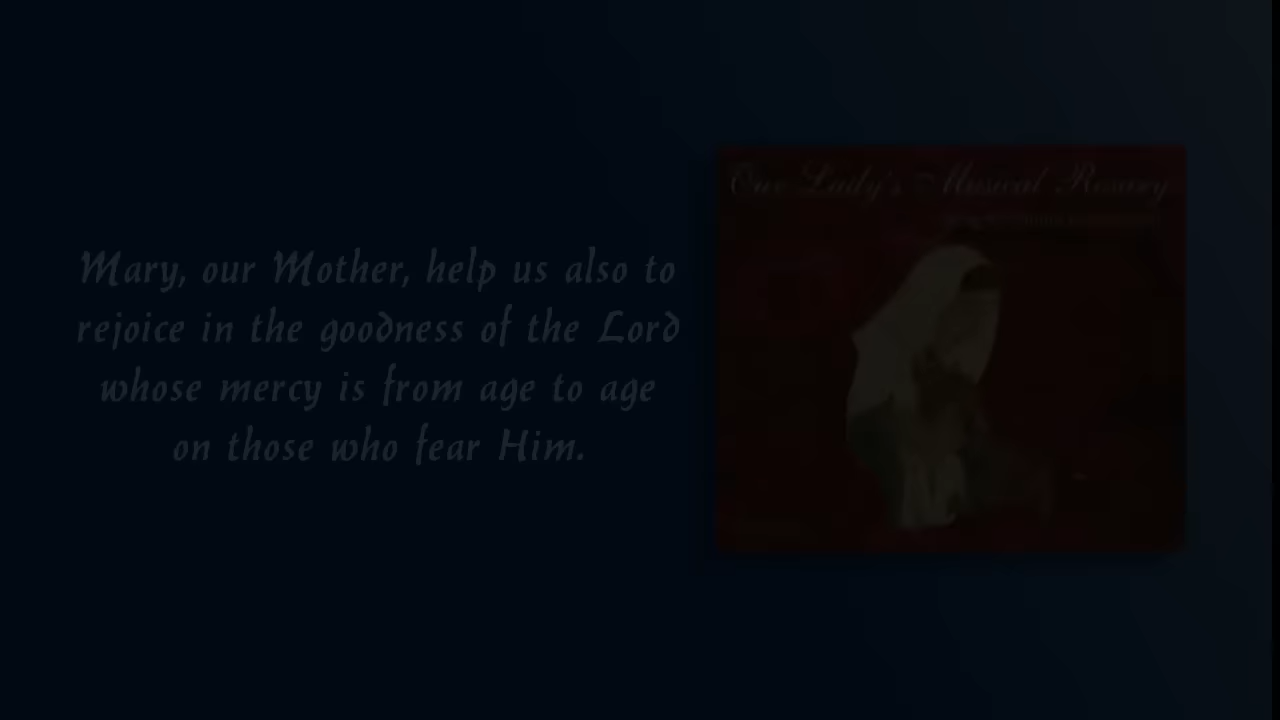 Mary, our Mother, help us also to
rejoice in the goodness of the Lord
whose mercy is from age to age
on those who fear Him.
Our Lady's Musical Rosary